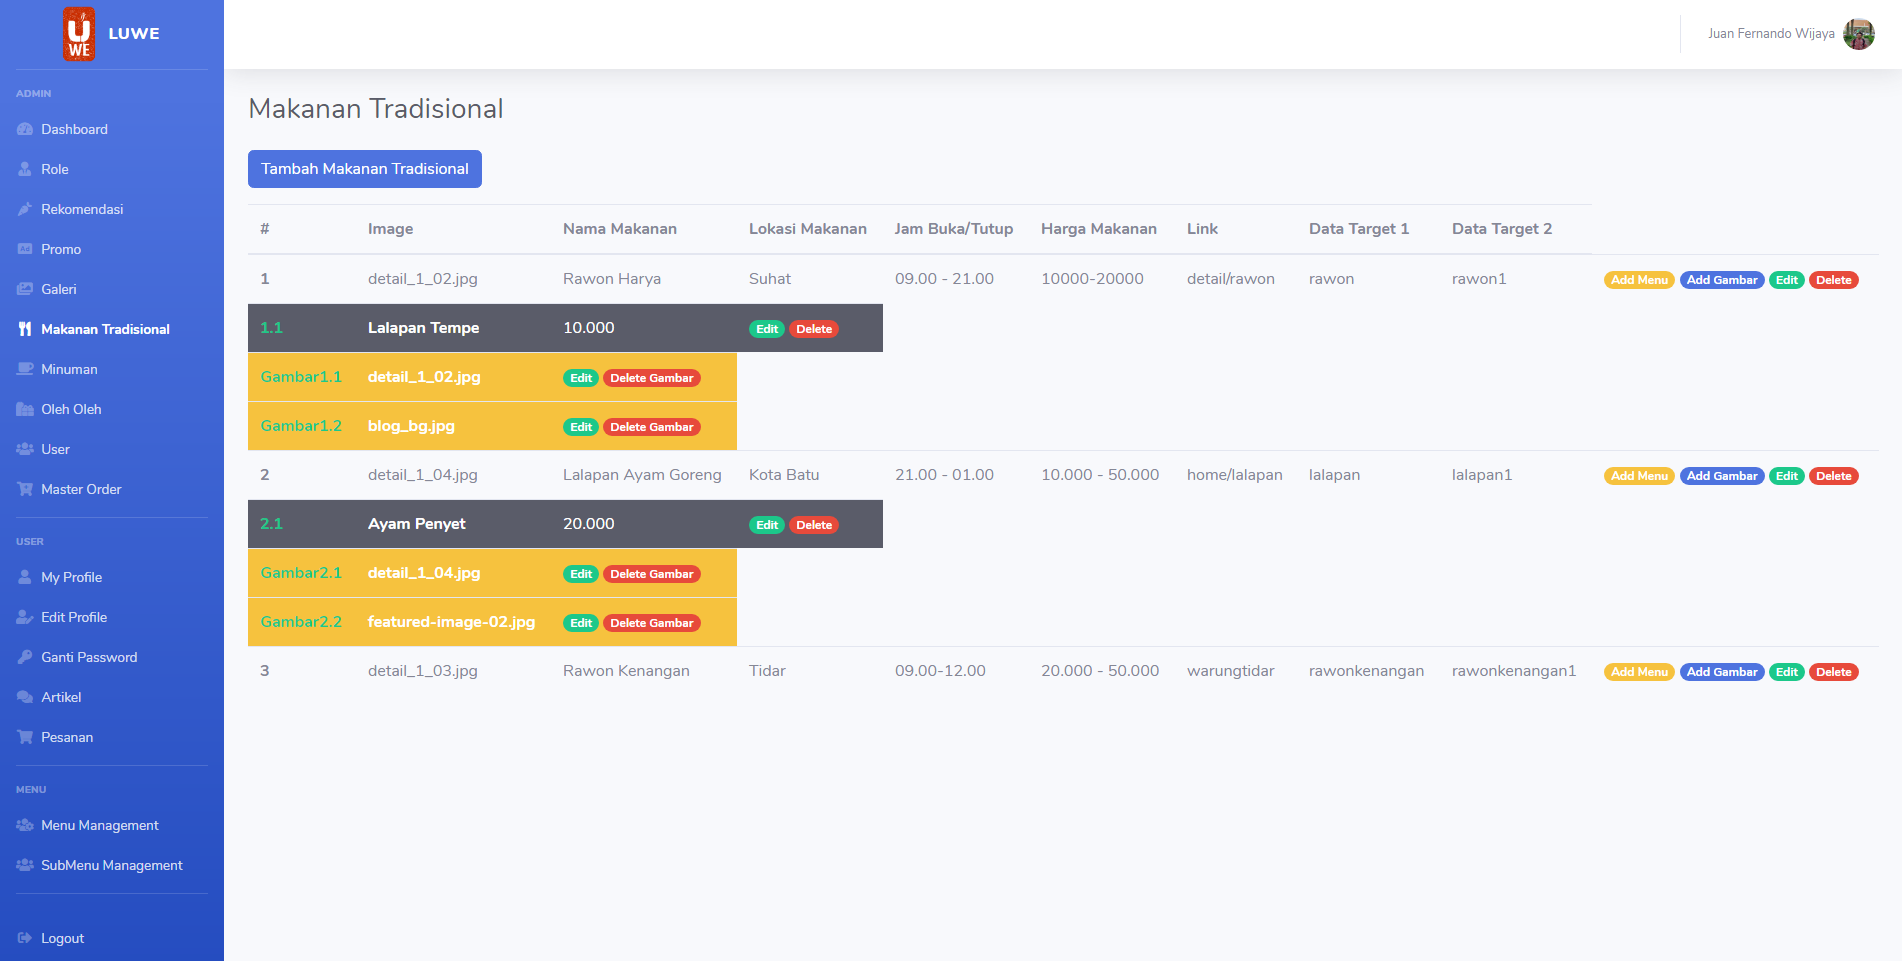 U
WE
LUWE
Juan Fernando Wijaya
ADMIN
Dashboard
Role
Rekomendasi
Ad
Promo
Galeri
Makanan Tradisional
Minuman
Oleh Oleh
User
Master Order
USER
My Profile
Edit Profile
Ganti Password
Artikel
Pesanan
MENU
Menu Management
SubMenu Management
Logout
Makanan Tradisional
Tambah Makanan Tradisional
# Image Nama Makanan Lokasi Makanan Jam Buka/Tutup Harga Makanan Link Data Target 1 Data Target 2
1 detail_1_02.jpg Rawon Harya Suhat 09.00 - 21.00 10000-20000 detail/rawon rawon rawon1 Add Menu Add Gambar Edit Delete
1.1 Lalapan Tempe 10.000 Edit Delete
Gambar1.1 detail_1_02.jpg Edit Delete Gambar
Gambar1.2 blog_bg.jpg Edit Delete Gambar
2 detail_1_04.jpg Lalapan Ayam Goreng Kota Batu 21.00 - 01.00 10.000 - 50.000 home/lalapan lalapan lalapan1 Add Menu Add Gambar Edit Delete
2.1 Ayam Penyet 20.000 Edit Delete
Gambar2.1 detail_1_04.jpg Edit Delete Gambar
Gambar2.2 featured-image-02.jpg Edit Delete Gambar
3 detail_1_03.jpg Rawon Kenangan Tidar 09.00-12.00 20.000 - 50.000 warungtidar rawonkenangan rawonkenangan1 Add Menu Add Gambar Edit Delete